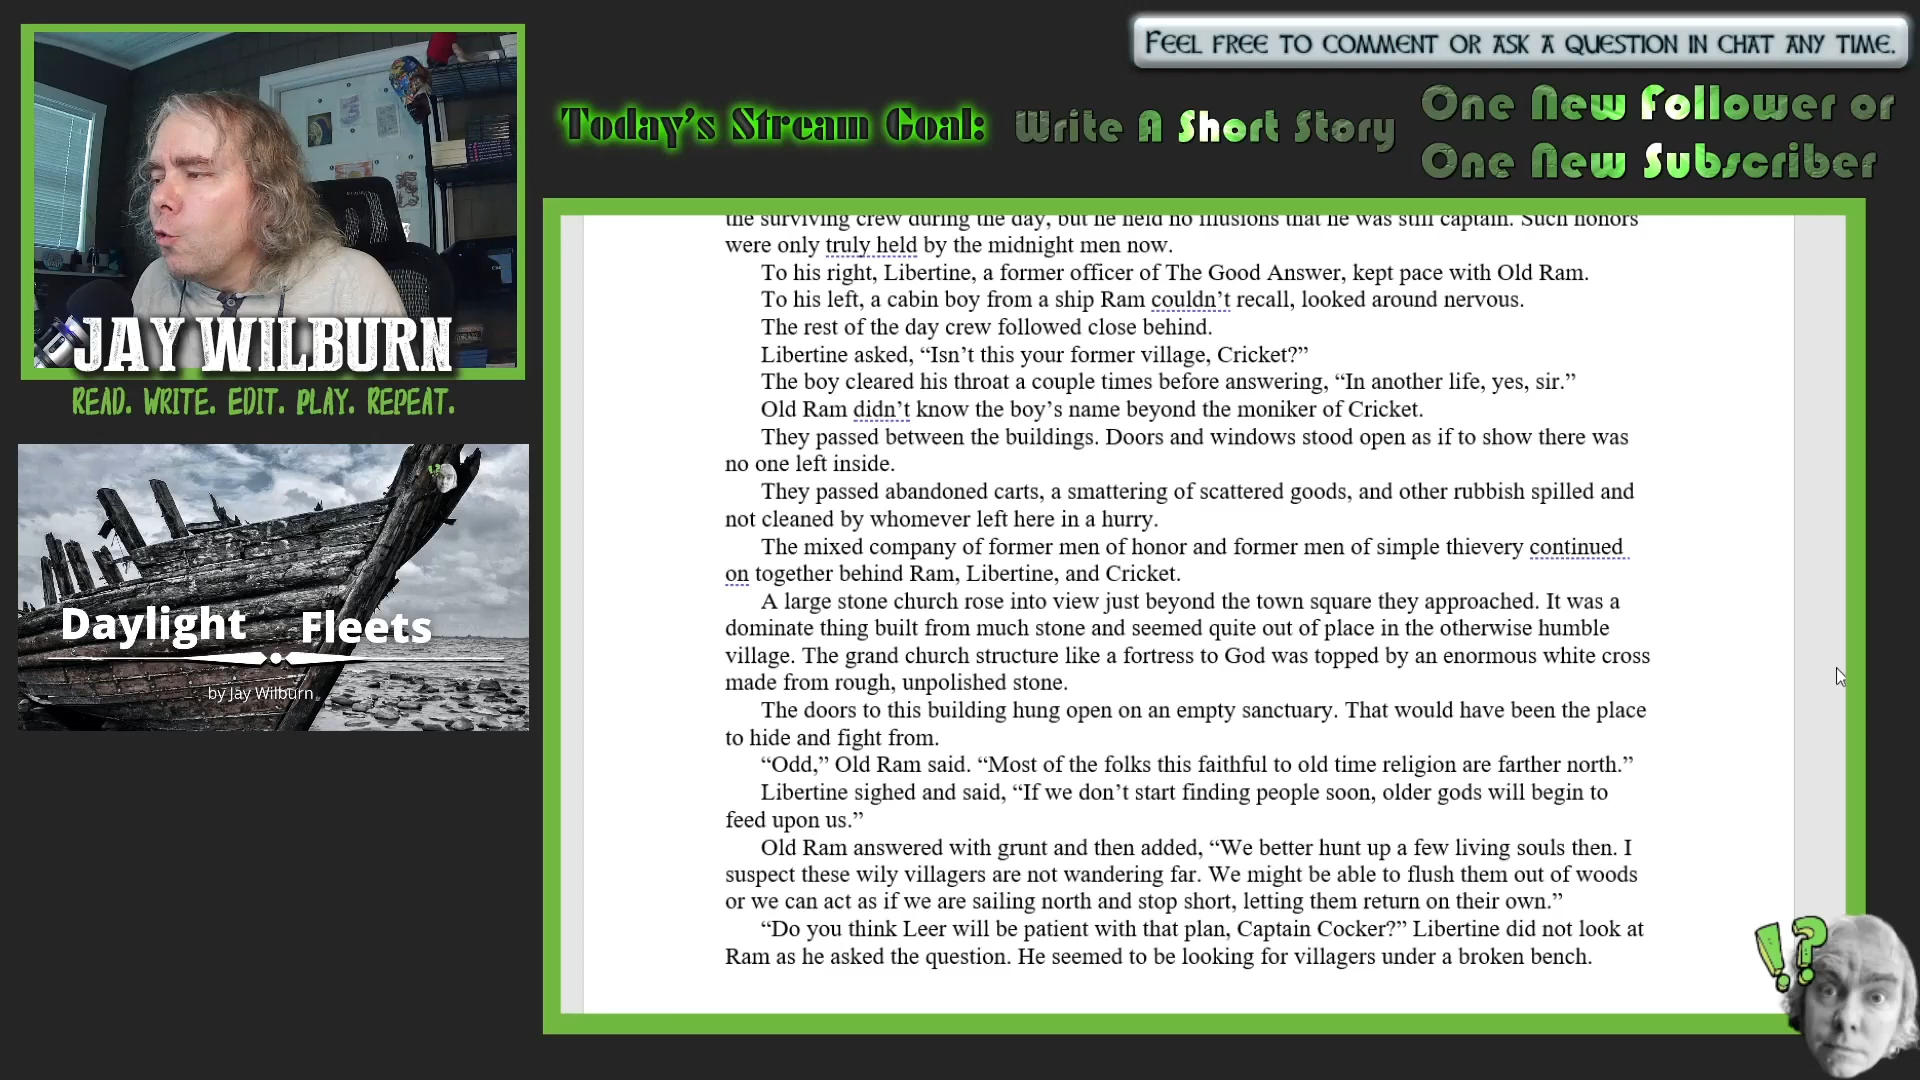 FEEL FREE TO COMMENT OR ASK A QUESTION IN CHAT ANY TIME.
Today's Stream Goal:
Write A Short Story
One New Follower or
One New Subscriber
JAY WILBURN
READ. WRITE. EDIT. PLAY. REPEAT.
Daylight Fleets
by Jay Wilburn
the surviving crew during the day, but he held no illusions that he was still captain. Such honors
were only truly held by the midnight men now.
To his right, Libertine, a former officer of The Good Answer, kept pace with Old Ram.
To his left, a cabin boy from a ship Ram couldn’t recall, looked around nervous.
The rest of the day crew followed close behind.
Libertine asked, “Isn’t this your former village, Cricket?”
The boy cleared his throat a couple times before answering, “In another life, yes, sir.”
Old Ram didn’t know the boy’s name beyond the moniker of Cricket.
They passed between the buildings. Doors and windows stood open as if to show there was
no one left inside.
They passed abandoned carts, a smattering of scattered goods, and other rubbish spilled and
not cleaned by whomever left here in a hurry.
The mixed company of former men of honor and former men of simple thievery continued
on together behind Ram, Libertine, and Cricket.
A large stone church rose into view just beyond the town square they approached. It was a
dominate thing built from much stone and seemed quite out of place in the otherwise humble
village. The grand church structure like a fortress to God was topped by an enormous white cross
made from rough, unpolished stone.
The doors to this building hung open on an empty sanctuary. That would have been the place
to hide and fight from.
“Odd,” Old Ram said. “Most of the folks this faithful to old time religion are farther north.”
Libertine sighed and said, “If we don’t start finding people soon, older gods will begin to
feed upon us.”
Old Ram answered with grunt and then added, “We better hunt up a few living souls then. I
suspect these wily villagers are not wandering far. We might be able to flush them out of woods
or we can act as if we are sailing north and stop short, letting them return on their own.”
“Do you think Leer will be patient with that plan, Captain Cocker?” Libertine did not look at
Ram as he asked the question. He seemed to be looking for villagers under a broken bench.
!?